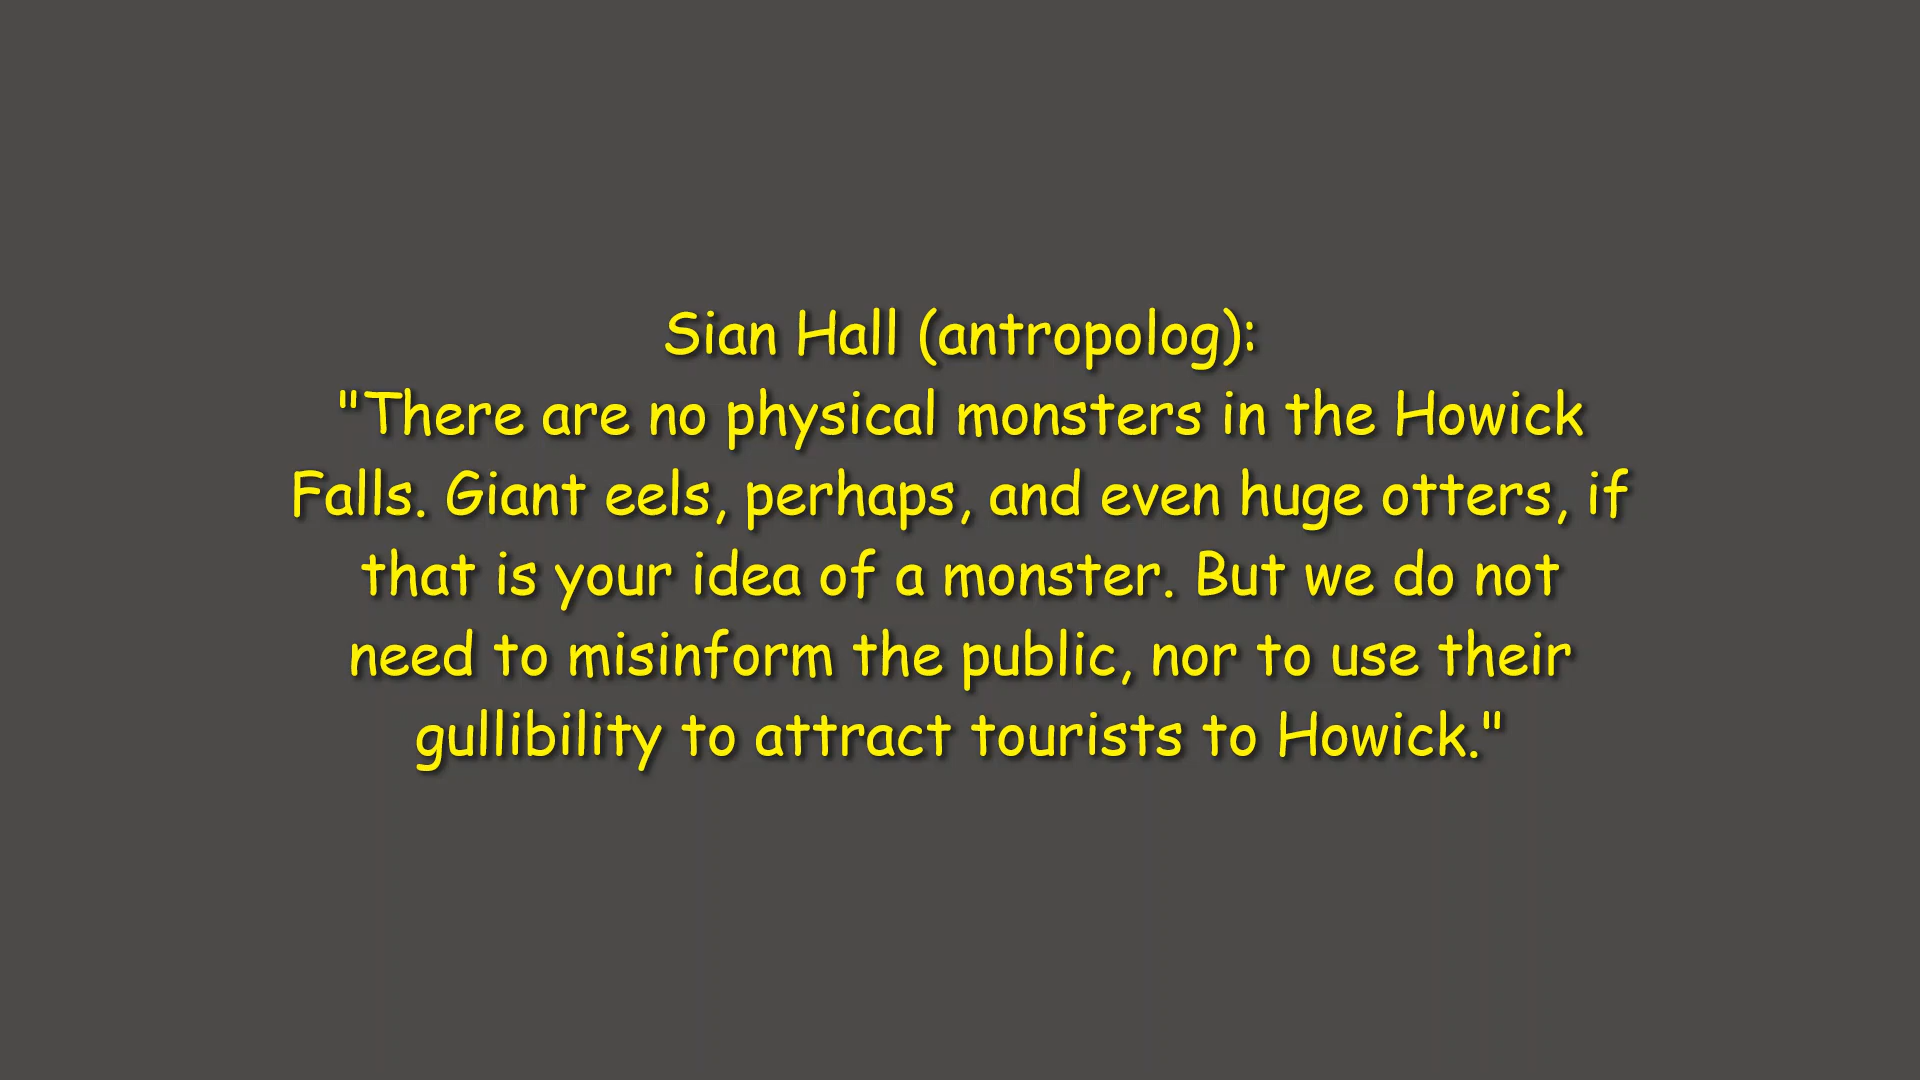 Sian Hall (antropolog):
"There are no physical monsters in the Howick
Falls. Giant eels, perhaps, and even huge otters, if
that is your idea of a monster. But we do not
need to misinform the public, nor to use their
gullibility to attract tourists to Howick."